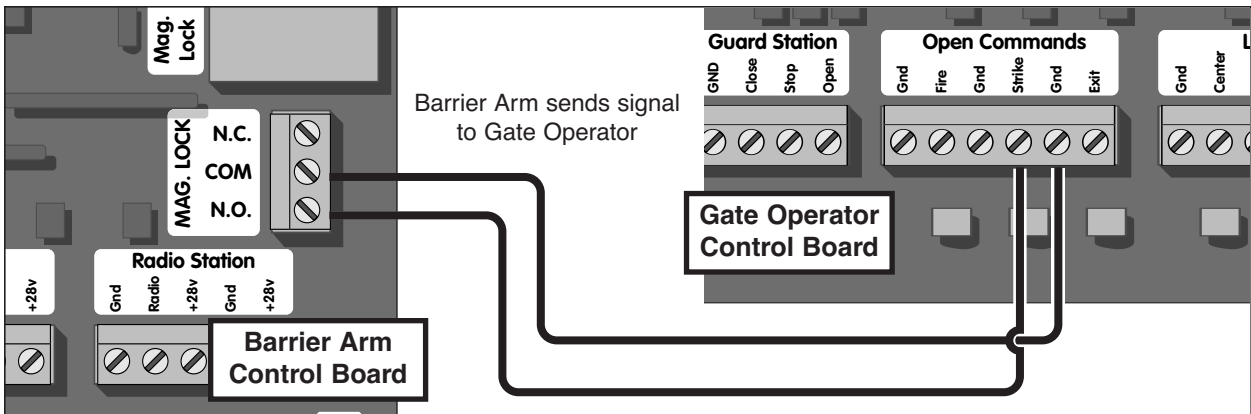 Mag.
Lock
MAG. LOCK
N.C.
COM
N.O.
+28v
Radio Station
Gnd
Radio
+28v
Gnd
+28v
Barrier Arm
Control Board
Barrier Arm sends signal
to Gate Operator
Guard Station
GND
Close
Stop
Open
Open Commands
Gnd
Fire
Gnd
Strike
Gnd
Exit
L
Gnd
Center
Gate Operator
Control Board